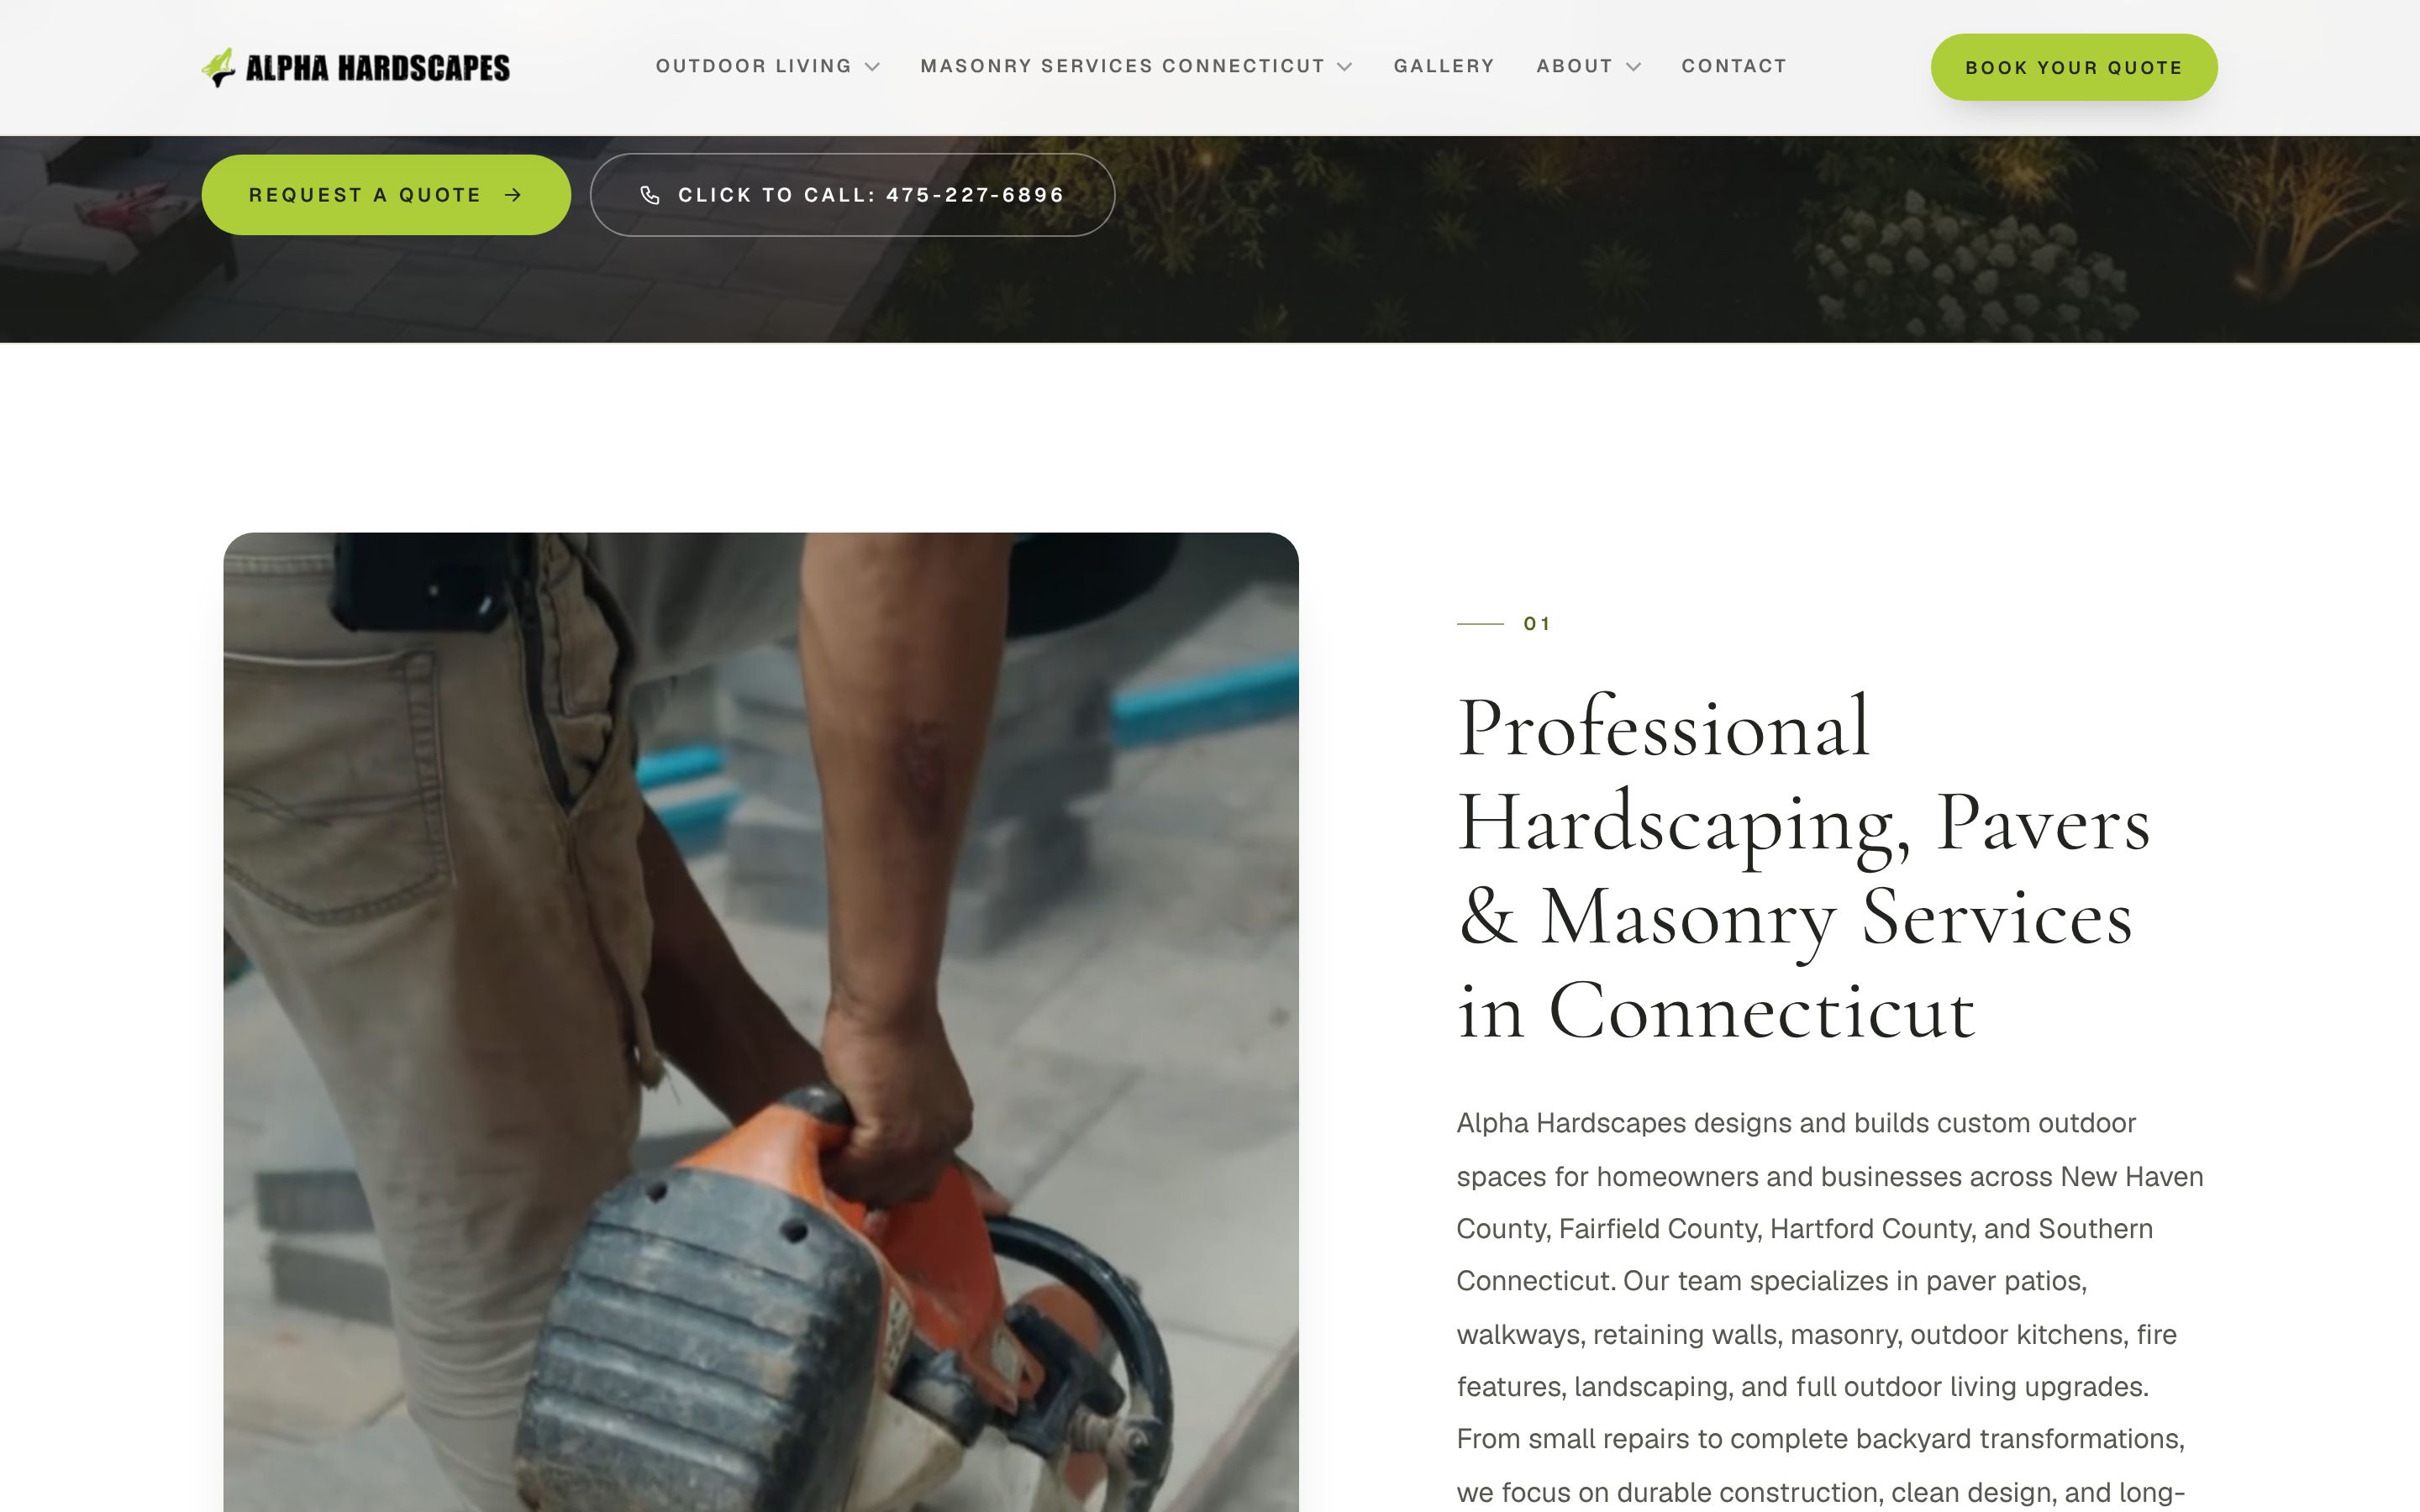 ALPHA HARDSCAPES
OUTDOOR LIVING
MASONRY SERVICES CONNECTICUT
GALLERY
ABOUT
CONTACT
BOOK YOUR QUOTE
REQUEST A QUOTE
CLICK TO CALL: 475-227-6896
01
Professional
Hardscaping, Pavers
& Masonry Services
in Connecticut
Alpha Hardscapes designs and builds custom outdoor
spaces for homeowners and businesses across New Haven
County, Fairfield County, Hartford County, and Southern
Connecticut. Our team specializes in paver patios,
walkways, retaining walls, masonry, outdoor kitchens, fire
features, landscaping, and full outdoor living upgrades.
From small repairs to complete backyard transformations,
we focus on durable construction, clean design, and long-